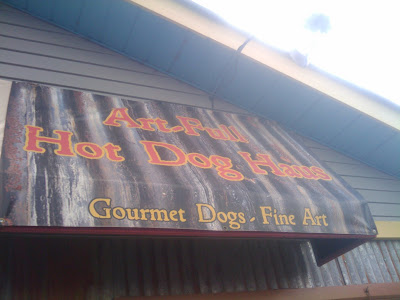 Art-Full
Hot Dog Haus
Gourmet Dogs - Fine Art